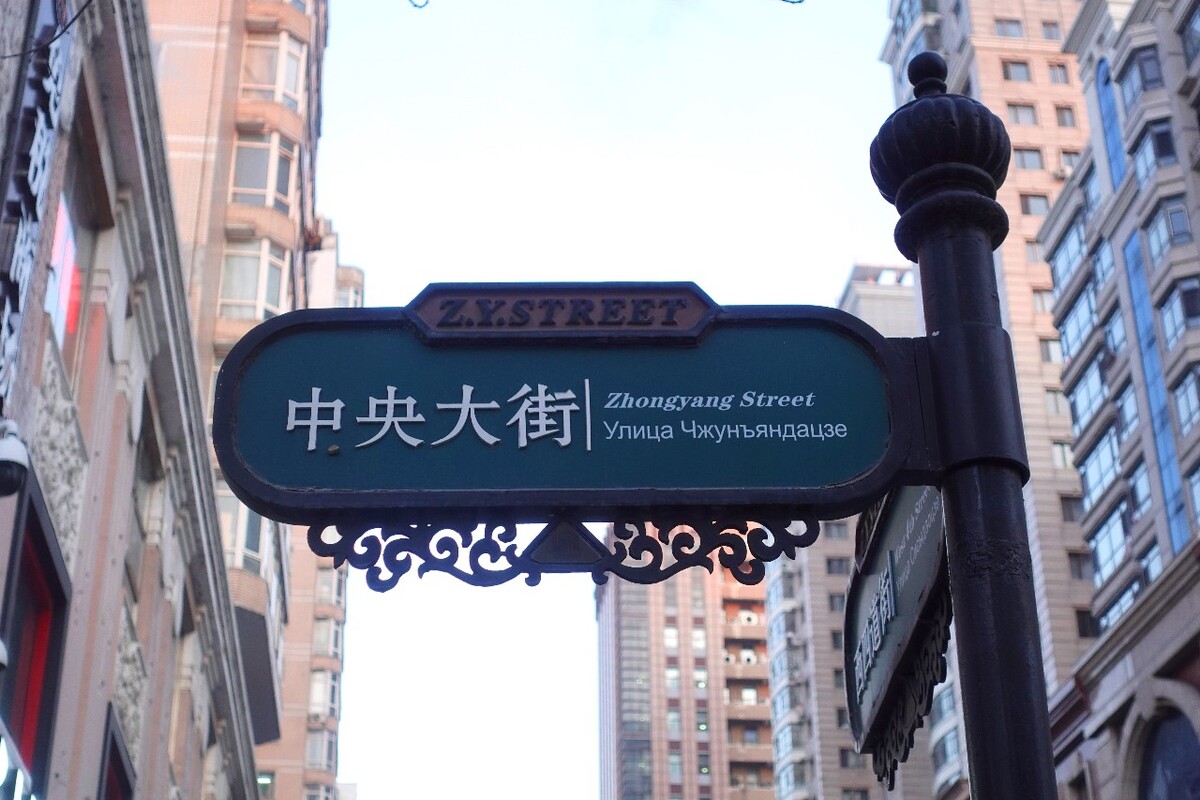 Z.Y.STREET
中央大街
Zhongyang Street
Улица Чжунъяндацзе